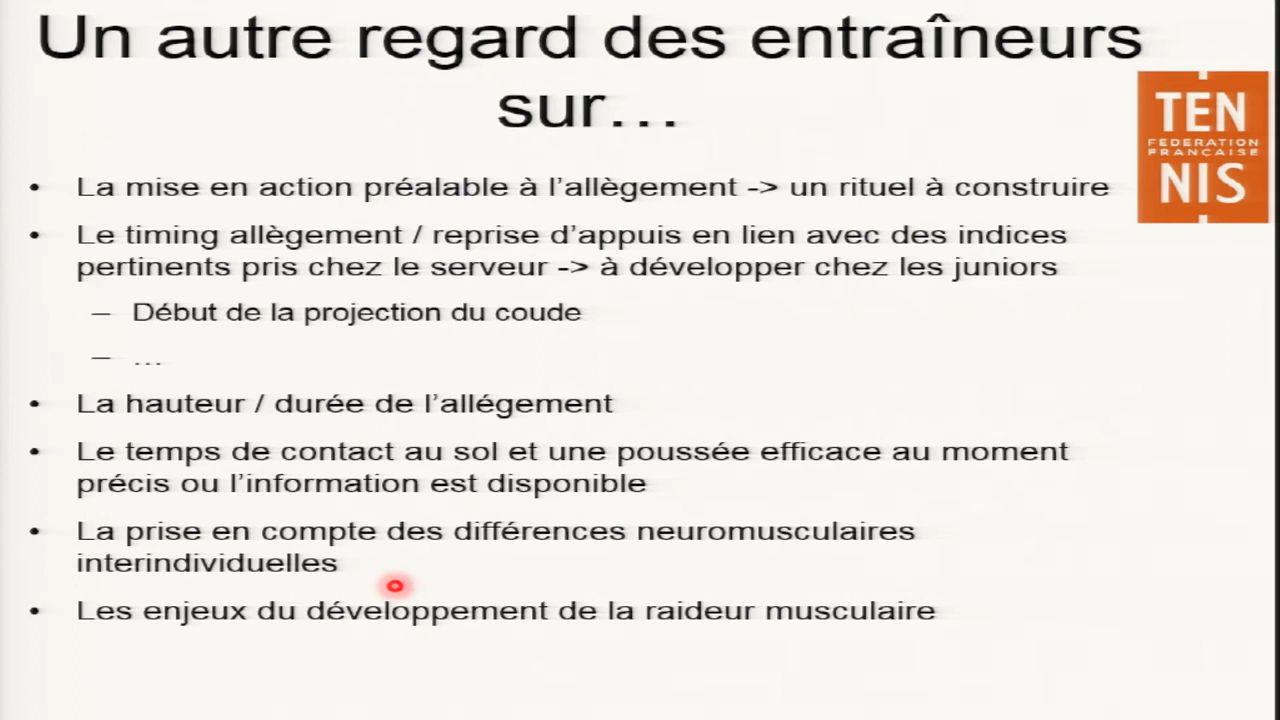 Un autre regard des entraîneurs
sur…
• La mise en action préalable à l’allègement -> un rituel à construire
• Le timing allègement / reprise d’appuis en lien avec des indices
pertinents pris chez le serveur -> à développer chez les juniors
– Début de la projection du coude
– …
• La hauteur / durée de l’allégement
• Le temps de contact au sol et une poussée efficace au moment
précis ou l’information est disponible
• La prise en compte des différences neuromusculaires
interindividuelles
• Les enjeux du développement de la raideur musculaire
TEN
FEDERATION
FRANÇAISE
NIS